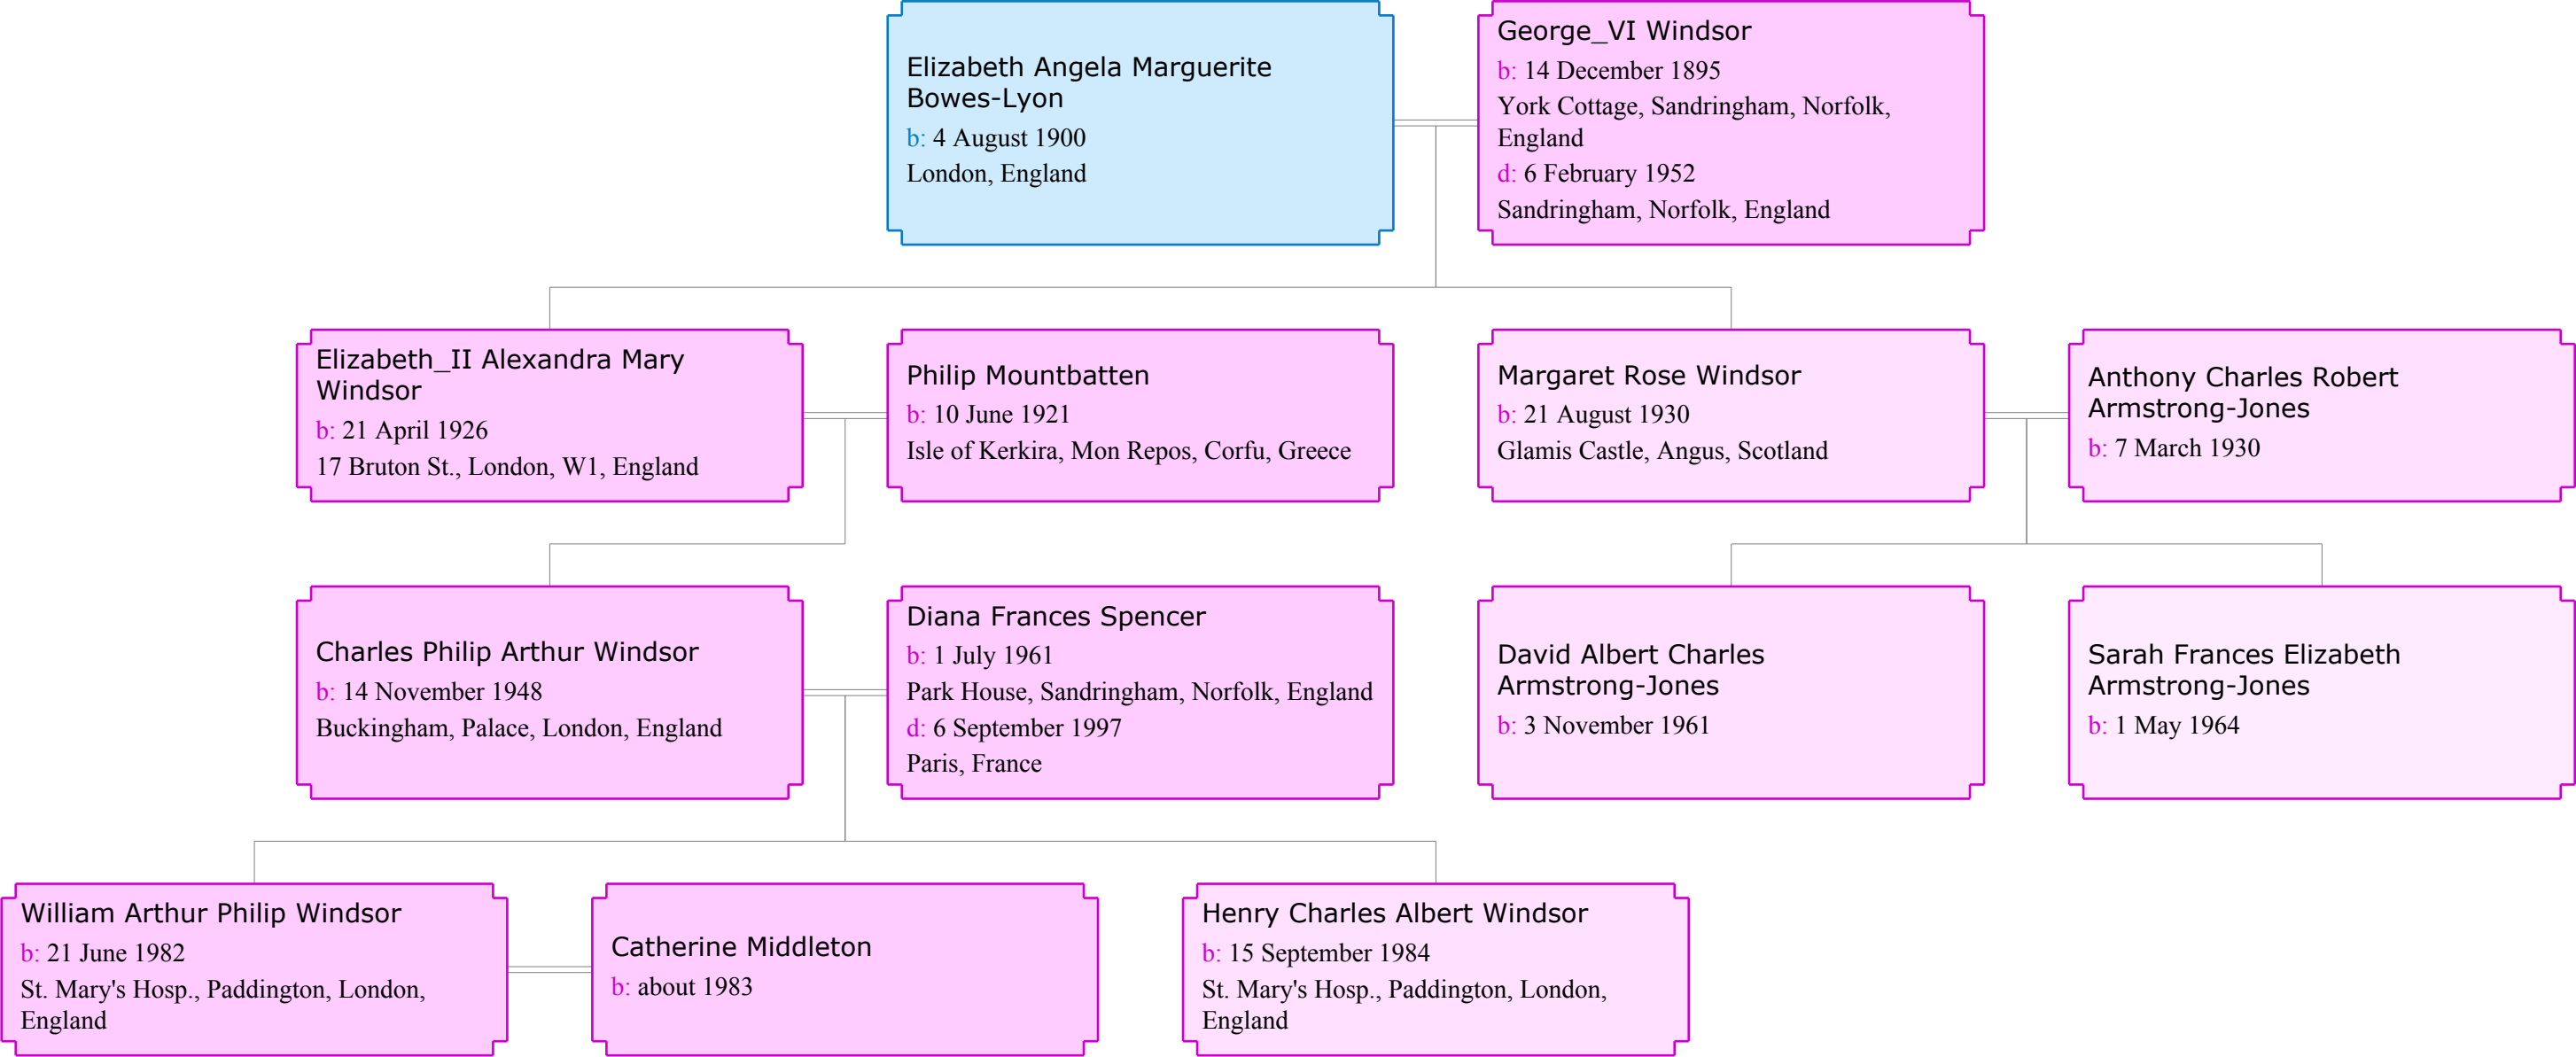 Elizabeth Angela Marguerite
Bowes-Lyon
b: 4 August 1900
London, England
George_VI Windsor
b: 14 December 1895
York Cottage, Sandringham, Norfolk,
England
d: 6 February 1952
Sandringham, Norfolk, England
Elizabeth_II Alexandra Mary
Windsor
b: 21 April 1926
17 Bruton St., London, W1, England
Philip Mountbatten
b: 10 June 1921
Isle of Kerkira, Mon Repos, Corfu, Greece
Margaret Rose Windsor
b: 21 August 1930
Glamis Castle, Angus, Scotland
Anthony Charles Robert
Armstrong-Jones
b: 7 March 1930
Charles Philip Arthur Windsor
b: 14 November 1948
Buckingham, Palace, London, England
Diana Frances Spencer
b: 1 July 1961
Park House, Sandringham, Norfolk, England
d: 6 September 1997
Paris, France
David Albert Charles
Armstrong-Jones
b: 3 November 1961
Sarah Frances Elizabeth
Armstrong-Jones
b: 1 May 1964
William Arthur Philip Windsor
b: 21 June 1982
St. Mary's Hosp., Paddington, London,
England
Catherine Middleton
b: about 1983
Henry Charles Albert Windsor
b: 15 September 1984
St. Mary's Hosp., Paddington, London,
England